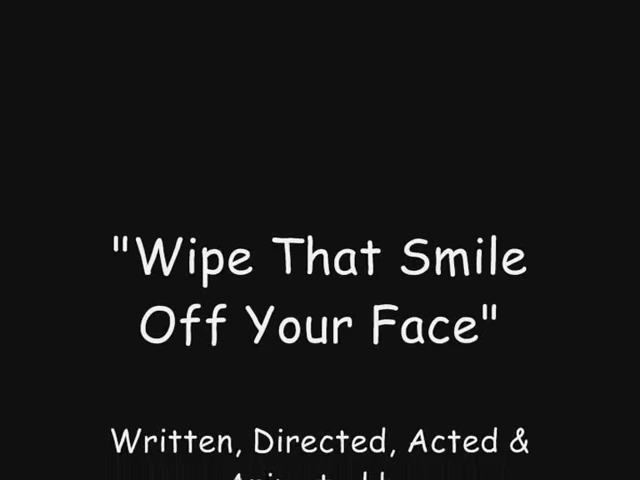 "Wipe That Smile
Off Your Face"
Written, Directed, Acted &